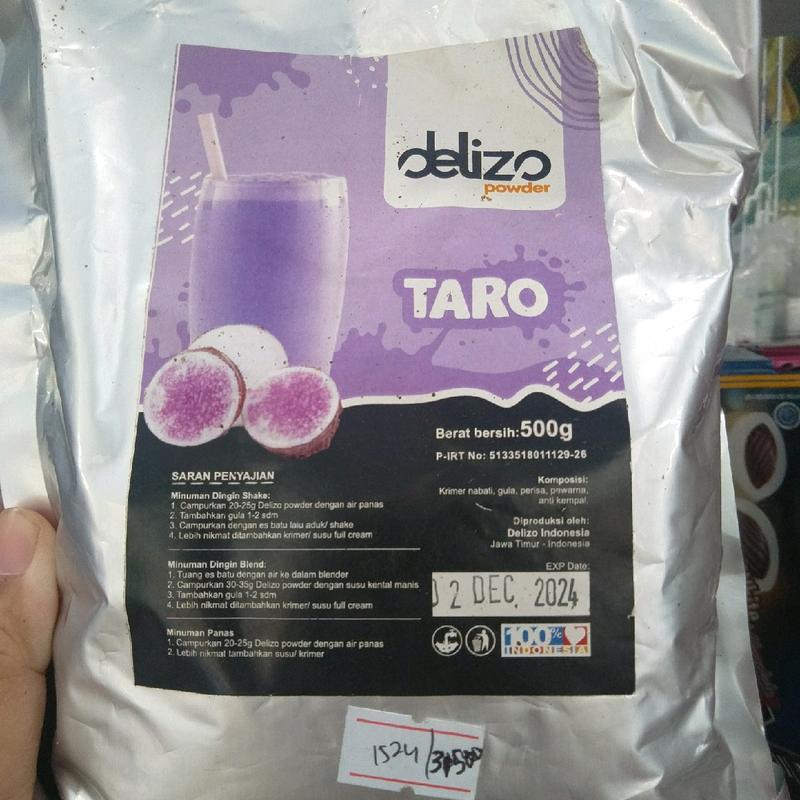 delizo
powder
TARO
Berat bersih:500g
P-IRT No: 5133518011129-26
SARAN PENYAJIAN
Minuman Dingin Shake:
1. Campurkan 20-25g Delizo powder dengan air panas
2. Tambahkan gula 1-2 sdm
3. Campurkan dengan es batu lalu aduk/ shake
4. Lebih nikmat ditambahkan krimer/ susu full cream
Minuman Dingin Blend:
1. Tuang es batu dengan air ke dalam blender
2. Campurkan 30-35g Delizo powder dengan susu kental manis
3. Tambahkan gula 1-2 sdm
4. Lebih nikmat ditambahkan krimer/ susu full cream
Minuman Panas
1. Campurkan 20-25g Delizo powder dengan air panas
2. Lebih nikmat tambahkan susu/ krimer
Komposisi:
Krimer nabati, gula, perisa, pewarna,
anti kempal.
Diproduksi oleh:
Delizo Indonesia
Jawa Timur - Indonesia
EXP Date:
02 DEC. 2024
100%
INDONESIA
1524/